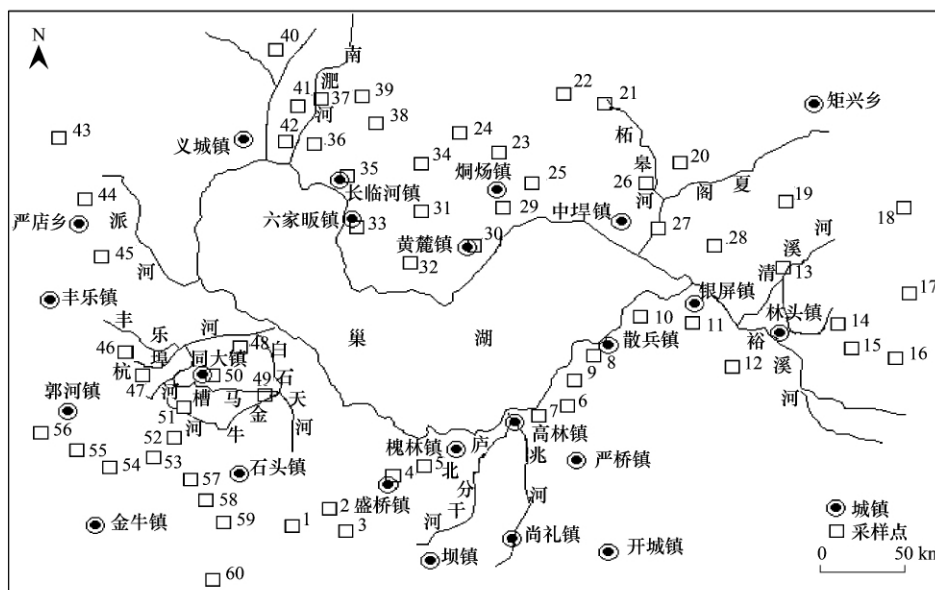 N
40
南
淝
河
41
37
39
22
21
矩兴乡
43
义城镇
42
36
38
24
23
柘
皋
河
20
34
炯炀镇
25
26
阁
夏
44
35
长临河镇
29
19
18
严店乡
派
河
六家畈镇
33
31
中垾镇
27
溪
河
45
黄麓镇
30
28
清
13
32
丰乐镇
银屏镇
17
丰
乐
河
巢
湖
10
11
林头镇
14
46
埠
同大镇
48
白
散兵镇
裕
15
杭
47
50
石
8
12
溪
16
郭河镇
河
槽
马
49
天
9
河
51
金
6
56
52
河
牛
河
7
高林镇
55
53
槐林镇
庐
兆
严桥镇
54
57
石头镇
4
5
北
河
58
2
盛桥镇
分
城镇
金牛镇
59
1
3
干
采样点
河
尚礼镇
开城镇
坝镇
0
50 km
60